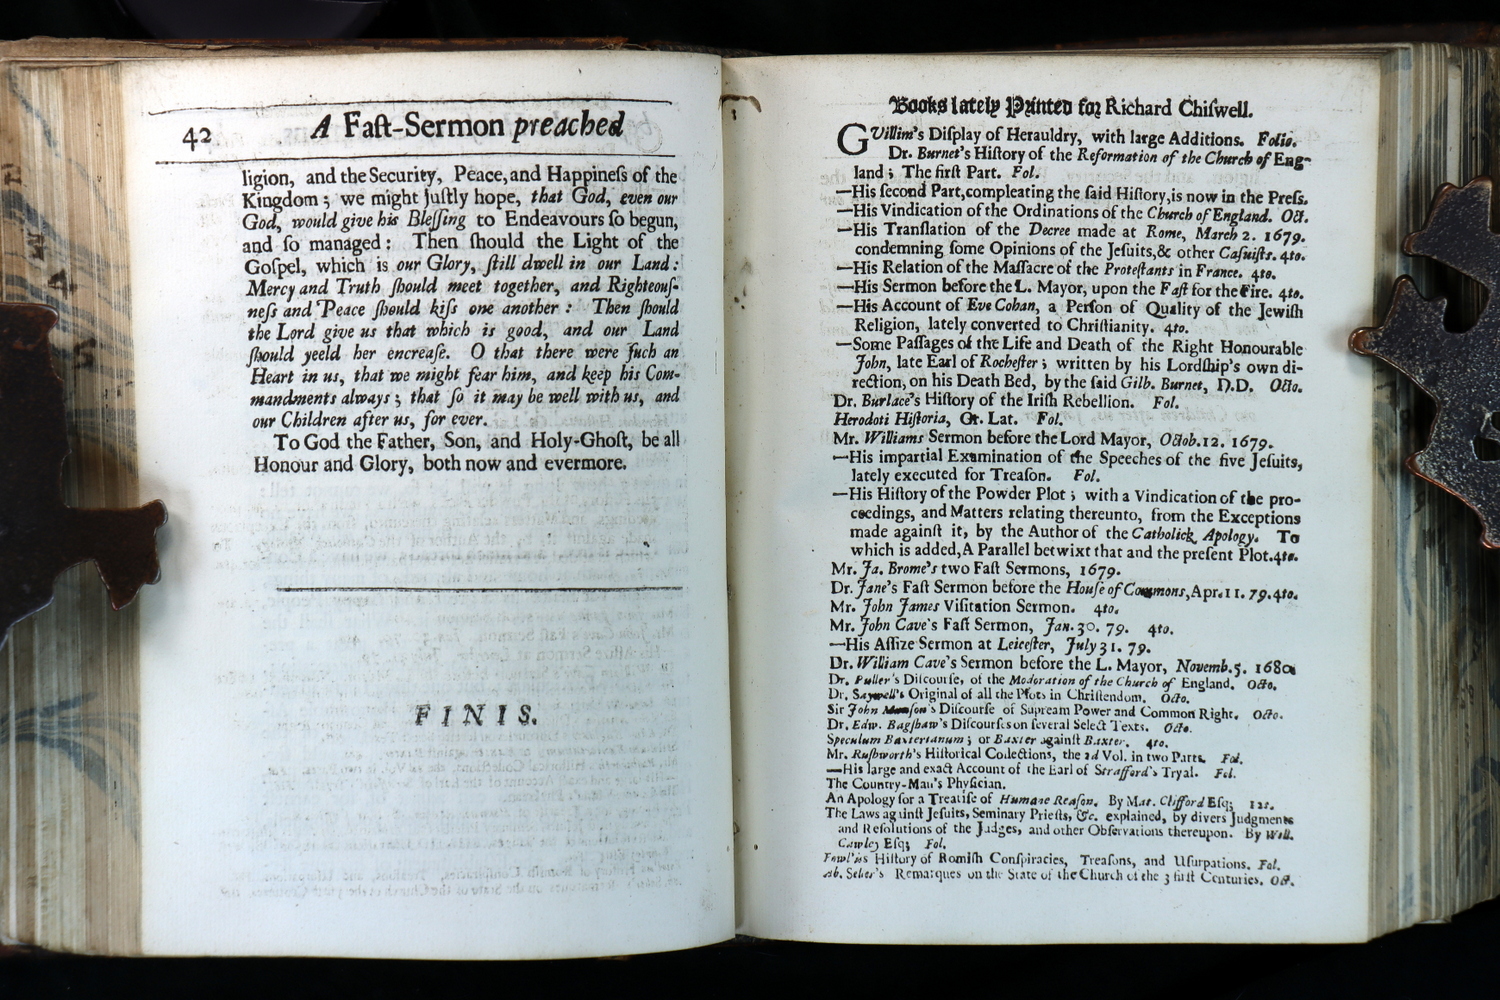 42 A Faſt-Sermon preached
ligion, and the Security, Peace, and Happineſs of the
Kingdom ; we might juſtly hope, that God, even our
God, would give his Bleſſing to Endeavours ſo begun,
and ſo managed : Then ſhould the Light of the
Goſpel, which is our Glory, ſtill dwell in our Land :
Mercy and Truth ſhould meet together, and Righteouſ-
neſs and Peace ſhould kiſs one another : Then ſhould
the Lord give us that which is good, and our Land
ſhould yeeld her encreaſe. O that there were ſuch an
Heart in us, that we might fear him, and keep his Com-
mandments always ; that ſo it may be well with us, and
our Children after us, for ever.
To God the Father, Son, and Holy-Ghoſt, be all
Honour and Glory, both now and evermore.
FINIS.
Books lately Printed for Richard Chiſwell.
GVillim's Diſplay of Herauldry, with large Additions. Folio.
Dr. Burnet's Hiſtory of the Reformation of the Church of Eng-
land ; The firſt Part. Fol.
—His ſecond Part, compleating the ſaid Hiſtory, is now in the Preſs.
—His Vindication of the Ordinations of the Church of England. Oct.
—His Tranſlation of the Decree made at Rome, March 2. 1679.
condemning ſome Opinions of the Jeſuits, & other Caſuiſts. 4to.
—His Relation of the Maſſacre of the Proteſtants in France. 4to.
—His Sermon before the L. Mayor, upon the Faſt for the Fire. 4to.
—His Account of Eve Cohan, a Perſon of Quality of the Jewiſh
Religion, lately converted to Chriſtianity. 4to.
—Some Paſſages of the Life and Death of the Right Honourable
John, late Earl of Rocheſter ; written by his Lordſhip's own di-
rection, on his Death Bed, by the ſaid Gilb. Burnet, D.D. Octo.
Dr. Burlace's Hiſtory of the Iriſh Rebellion. Fol.
Herodoti Hiſtoria, Gr. Lat. Fol.
Mr. Williams Sermon before the Lord Mayor, Octob. 12. 1679.
—His impartial Examination of the Speeches of the five Jeſuits,
lately executed for Treaſon. Fol.
—His Hiſtory of the Powder Plot ; with a Vindication of the pro-
ceedings, and Matters relating thereunto, from the Exceptions
made againſt it, by the Author of the Catholick Apology. To
which is added, A Parallel betwixt that and the preſent Plot. 4to.
Mr. Ja. Brome's two Faſt Sermons, 1679.
Dr. Jane's Faſt Sermon before the Houſe of Commons, Apr. 11. 79. 4to.
Mr. John James Viſitation Sermon. 4to.
Mr. John Cave's Faſt Sermon, Jan. 30. 79. 4to.
—His Aſſize Sermon at Leiceſter, July 31. 79.
Dr. William Cave's Sermon before the L. Mayor, Novemb. 5. 1680.
Dr. Puller's Diſcourſe, of the Moderation of the Church of England. Octo.
Dr. Saywell's Original of all the Plots in Chriſtendom. Octo.
Sir John Diſcourſe of Supream Power and Common Right. Octo.
Dr. Edw. Bagſhaw's Diſcourſes on ſeveral Select Texts. Octo.
Speculum Baxterianum ; or Baxter againſt Baxter. 4to.
Mr. Ruſhworth's Hiſtorical Collections, the 2d Vol. in two Parts. Fol.
—His large and exact Account of the Earl of Strafford's Tryal. Fol.
The Country-Man's Phyſician.
An Apology for a Treatiſe of Humane Reaſon. By Mat. Clifford Eſq; 12s.
The Laws againſt Jeſuits, Seminary Prieſts, &c. explained, by divers Judgments
and Reſolutions of the Judges, and other Obſervations thereupon. By Will.
Cawley Eſq; Fol.
Fowl'is Hiſtory of Romiſh Conſpiracies, Treaſons, and Uſurpations. Fol.
Ab. Seller's Remarques on the State of the Church of the 3 firſt Centuries. Oct.